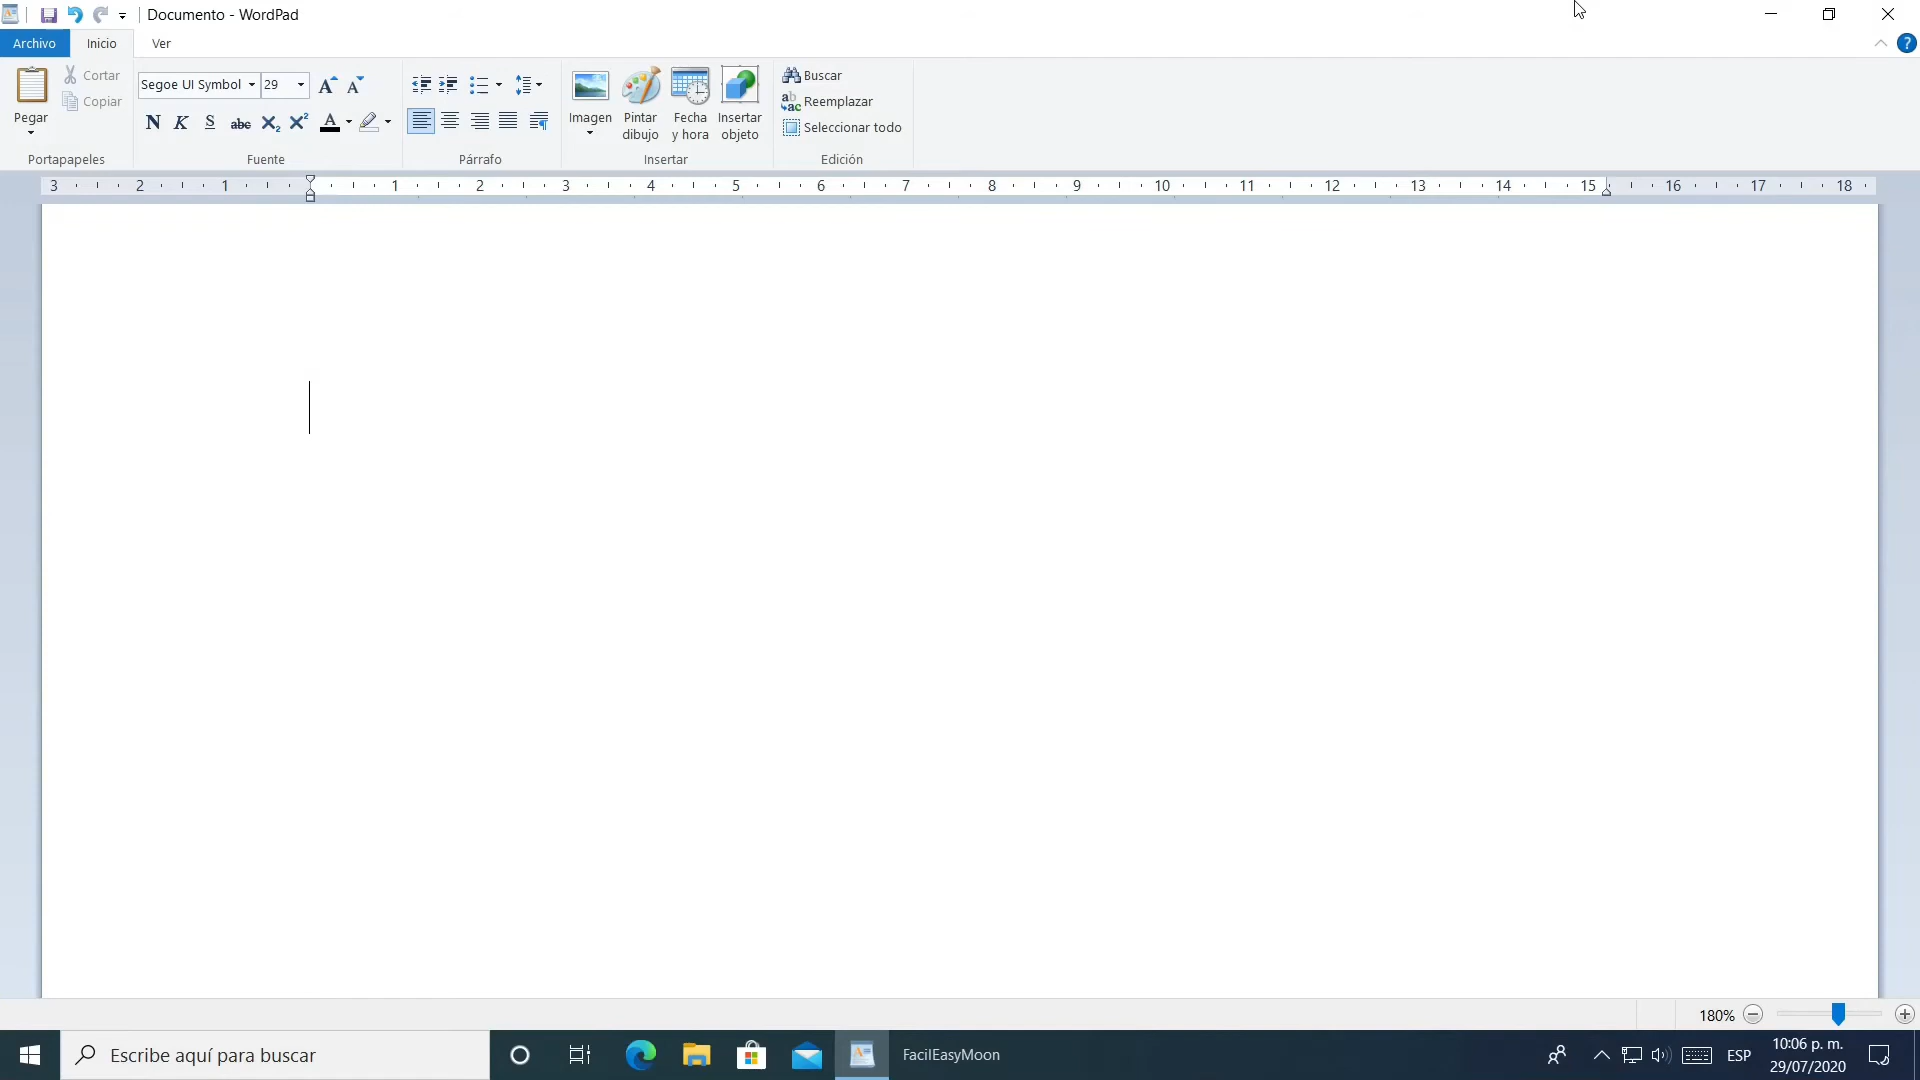 Documento - WordPad
Archivo Inicio Ver
Pegar
Cortar
Copiar
Portapapeles
Segoe UI Symbol 29
N K S abc X₂ X² A
Fuente
Párrafo
Imagen
Pintar dibujo
Fecha y hora
Insertar objeto
Insertar
Buscar
Reemplazar
Seleccionar todo
Edición
3 2 1 1 2 3 4 5 6 7 8 9 10 11 12 13 14 15 16 17 18
180%
Escribe aquí para buscar
FacilEasyMoon
ESP
10:06 p. m.
29/07/2020